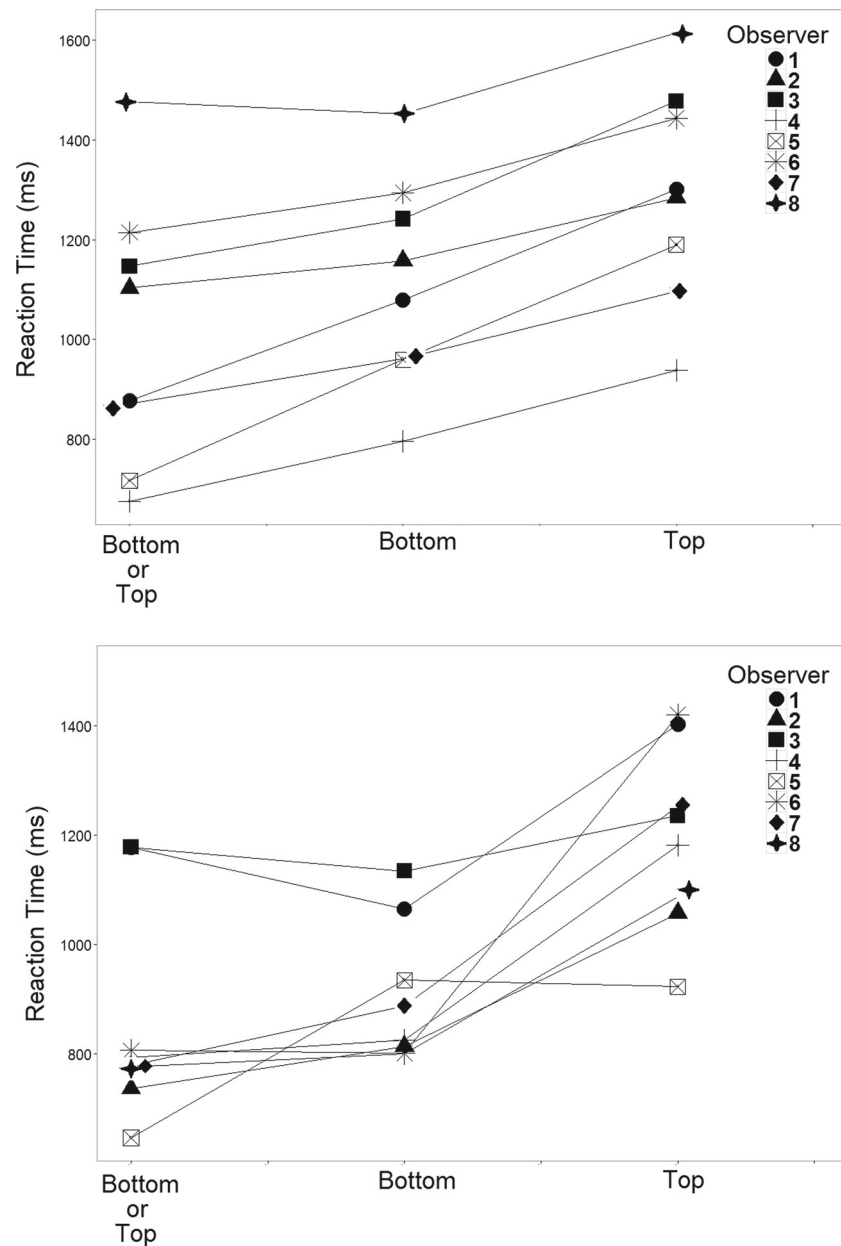 Observer
1
2
3
4
5
6
7
8
1600
1400
1200
1000
800
Reaction Time (ms)
Bottom or Top
Bottom
Top
Observer
1
2
3
4
5
6
7
8
1400
1200
1000
800
Reaction Time (ms)
Bottom or Top
Bottom
Top